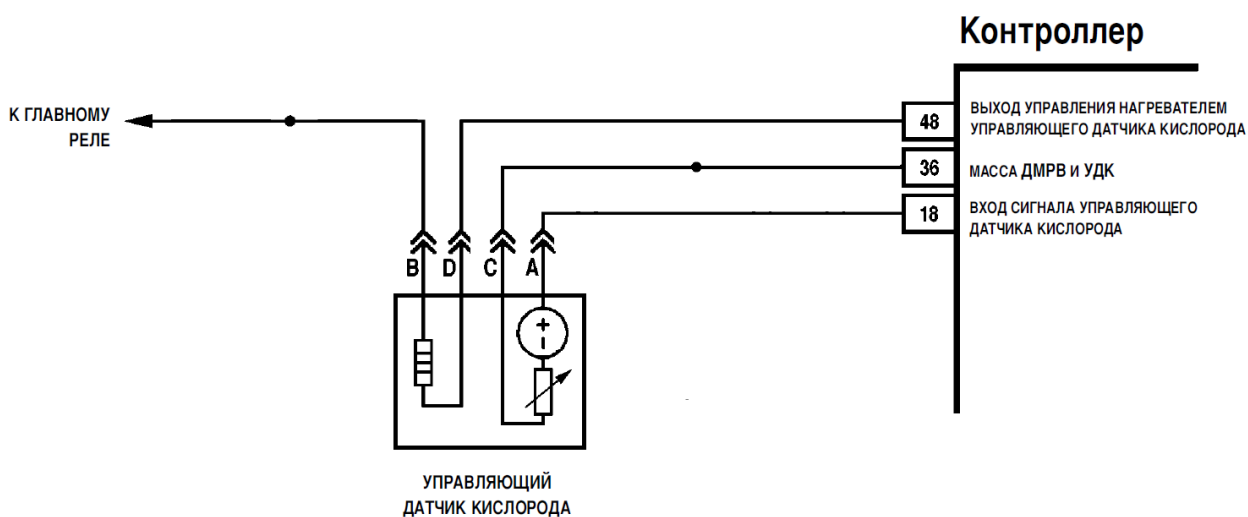 Контроллер
К ГЛАВНОМУ
РЕЛЕ
48
ВЫХОД УПРАВЛЕНИЯ НАГРЕВАТЕЛЕМ
УПРАВЛЯЮЩЕГО ДАТЧИКА КИСЛОРОДА
36
МАССА ДМРВ И УДК
18
ВХОД СИГНАЛА УПРАВЛЯЮЩЕГО
ДАТЧИКА КИСЛОРОДА
B D C A
УПРАВЛЯЮЩИЙ
ДАТЧИК КИСЛОРОДА